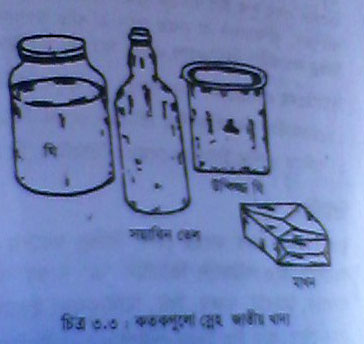 ঘি
উদ্ভিজ্জ ঘি
সয়াবিন তেল
মাখন
চিত্র ৩.৩ : কতকগুলো স্নেহ জাতীয় খাদ্য